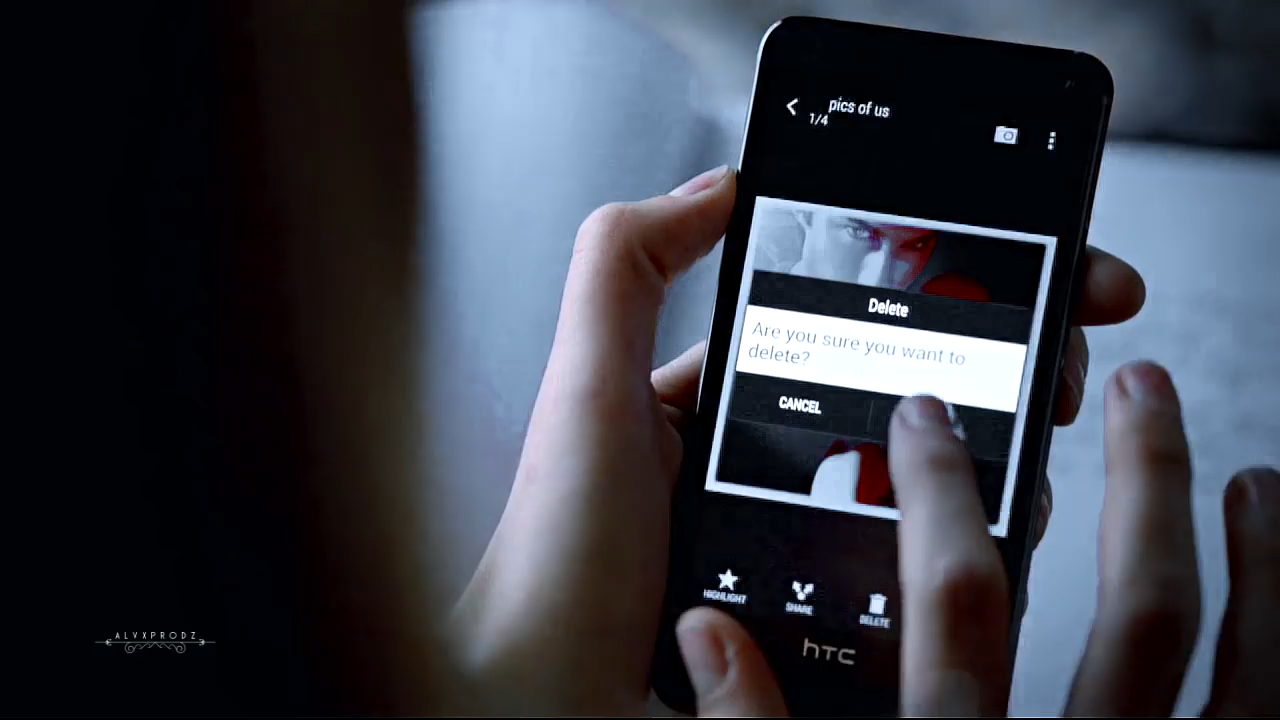 pics of us
1/4
Delete
Are you sure you want to
delete?
CANCEL
HIGHLIGHT
SHARE
DELETE
hTC
ALVXPRODZ